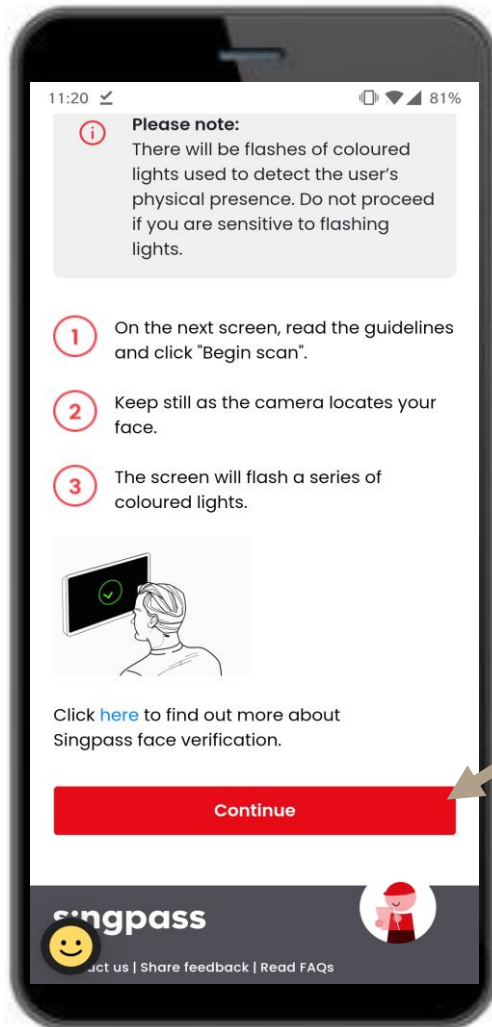 11:20 81%
Please note:
There will be flashes of coloured
lights used to detect the user's
physical presence. Do not proceed
if you are sensitive to flashing
lights.
1 On the next screen, read the guidelines
and click "Begin scan".
2 Keep still as the camera locates your
face.
3 The screen will flash a series of
coloured lights.
Click here to find out more about
Singpass face verification.
Continue
singpass
ct us | Share feedback | Read FAQs